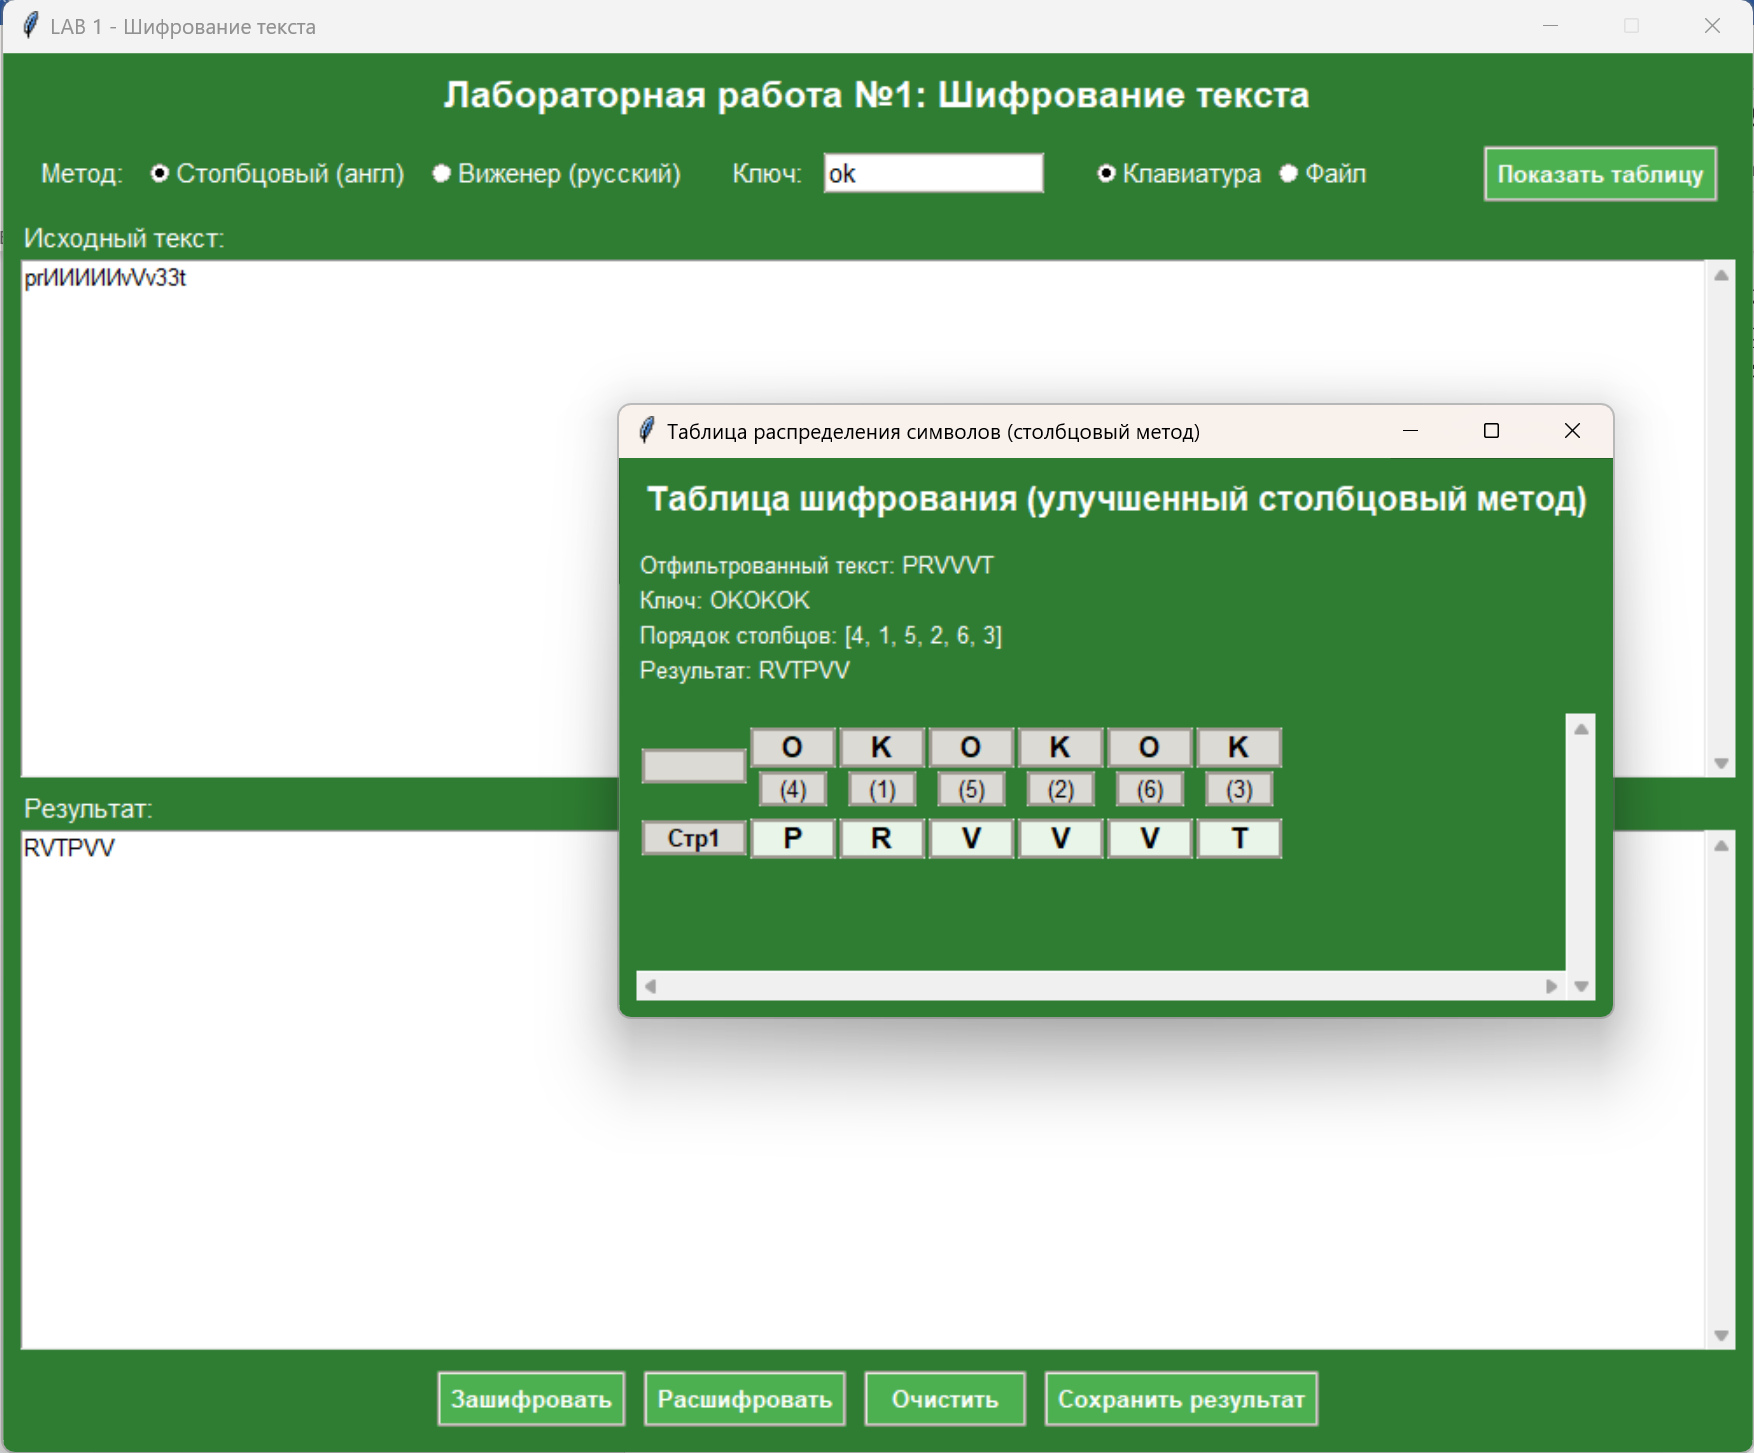 LAB 1 - Шифрование текста
Лабораторная работа №1: Шифрование текста
Метод: Столбцовый (англ) Виженер (русский) Ключ: ok Клавиатура Файл Показать таблицу
Исходный текст:
prИИИИИvVv33t
Таблица распределения символов (столбцовый метод)
Таблица шифрования (улучшенный столбцовый метод)
Отфильтрованный текст: PRVVVT
Ключ: OKOKOK
Порядок столбцов: [4, 1, 5, 2, 6, 3]
Результат: RVTPVV
O K O K O K
(4) (1) (5) (2) (6) (3)
Стр1 P R V V V T
Результат:
RVTPVV
Зашифровать Расшифровать Очистить Сохранить результат